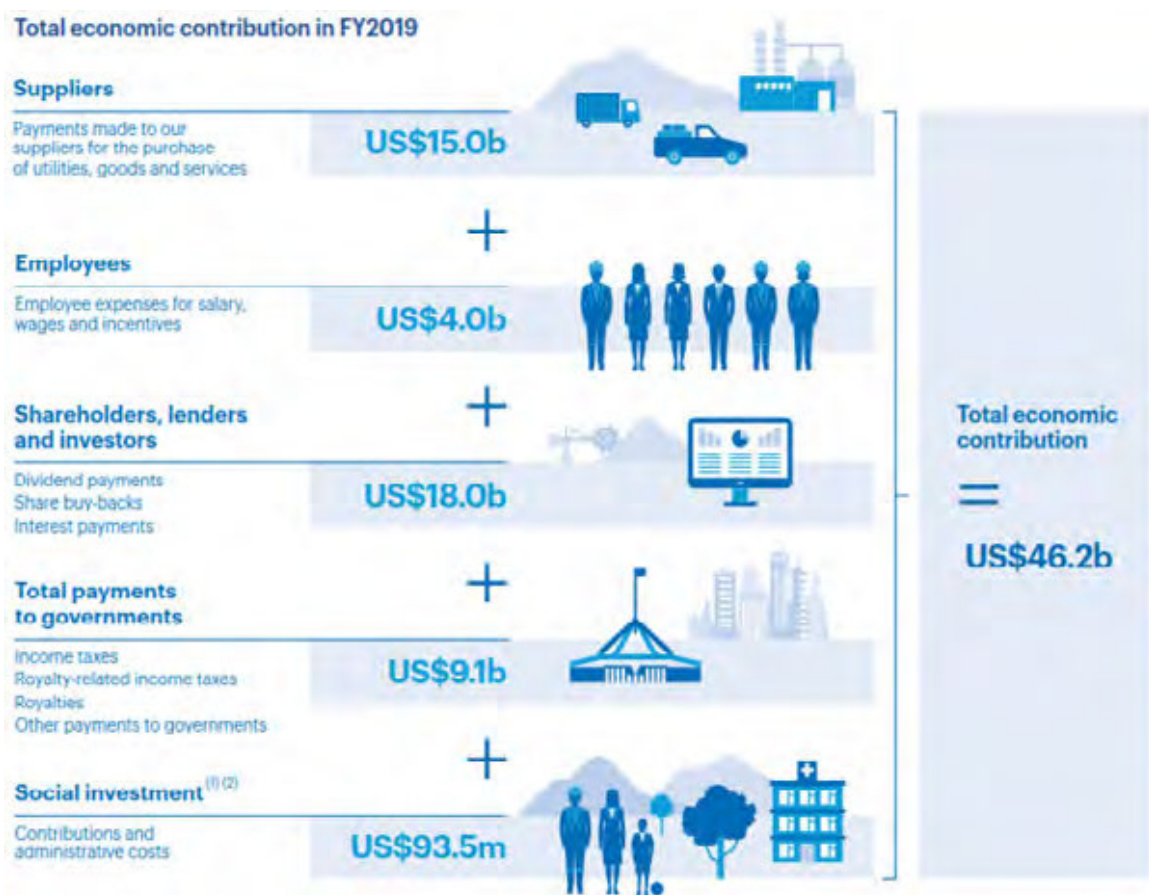 Total economic contribution in FY2019
Suppliers
Payments made to our
suppliers for the purchase
of utilities, goods and services
US$15.0b
+
Employees
Employee expenses for salary,
wages and incentives
US$4.0b
+
Shareholders, lenders
and investors
Dividend payments
Share buy-backs
Interest payments
US$18.0b
+
Total payments
to governments
Income taxes
Royalty-related income taxes
Royalties
Other payments to governments
US$9.1b
+
Social investment (1) (2)
Contributions and
administrative costs
US$93.5m
Total economic
contribution
=
US$46.2b